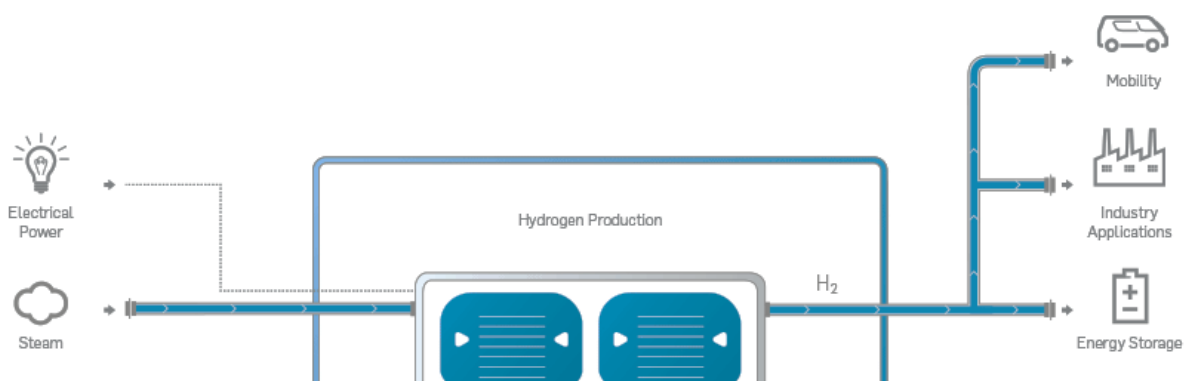 Mobility
Electrical
Power
Hydrogen Production
Industry
Applications
H₂
Steam
Energy Storage